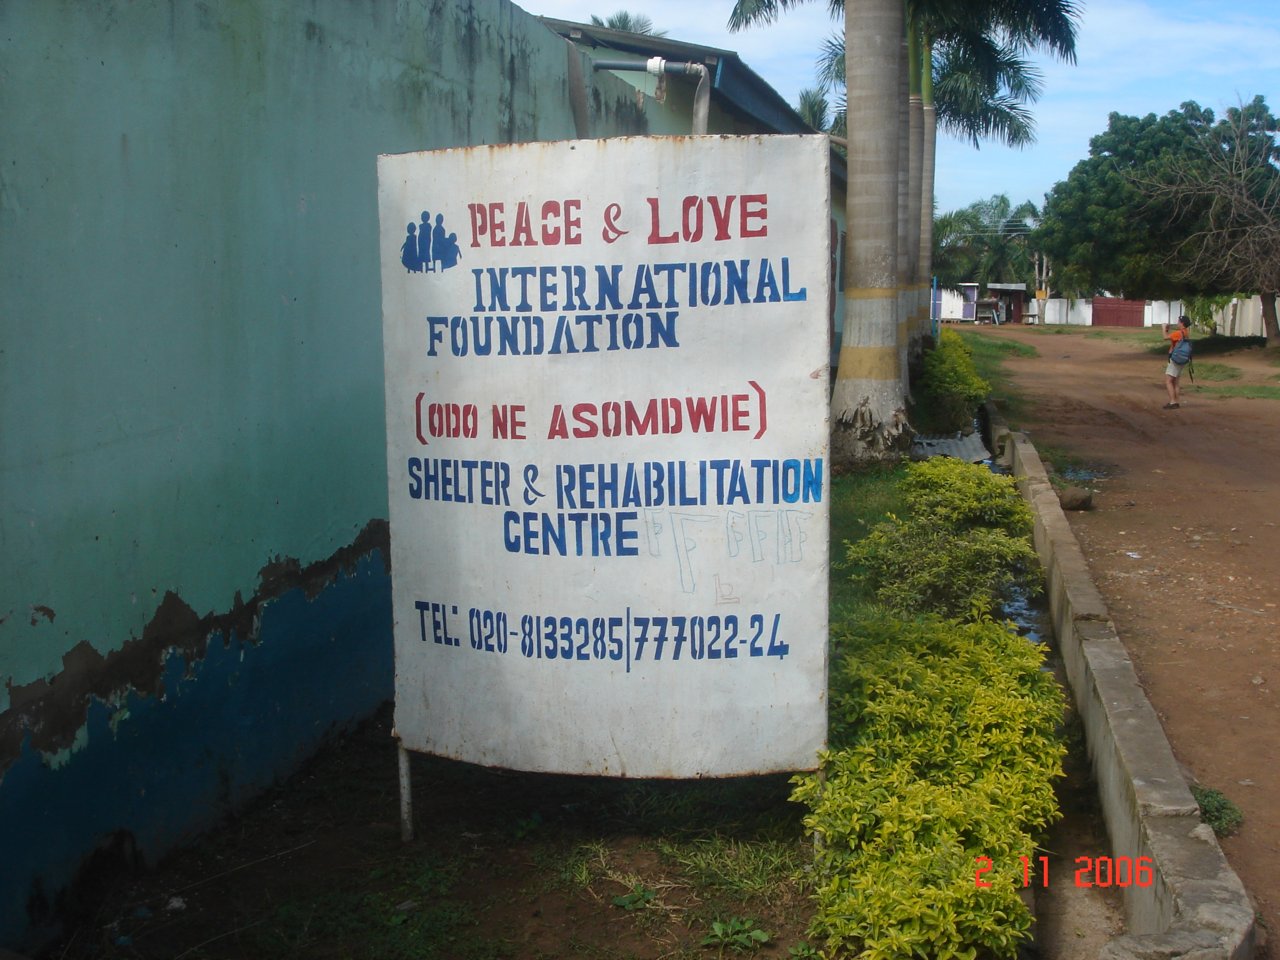 PEACE & LOVE
INTERNATIONAL
FOUNDATION
(ODO NE ASOMDWIE)
SHELTER & REHABILITATION
CENTRE
TEL: 020-8133285|777022-24
2 11 2006